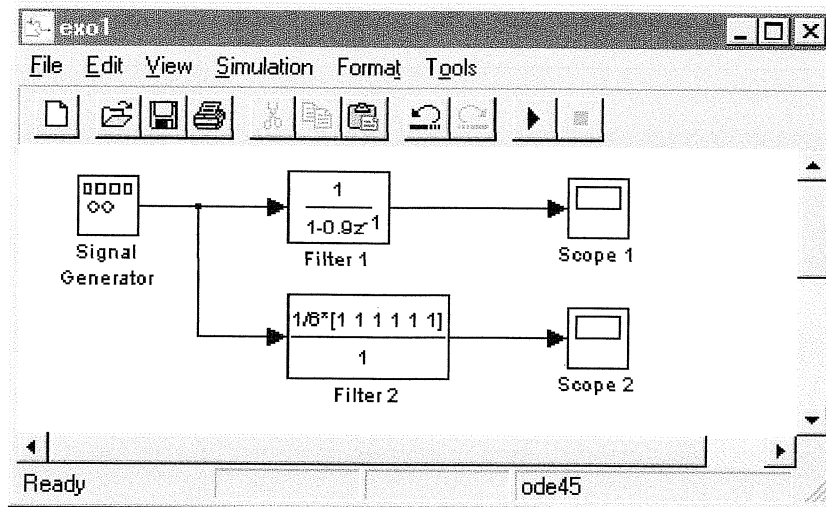 exo1
File Edit View Simulation Format Tools
1
1-0.9z-1
Filter 1
Signal
Generator
Scope 1
1/6*[1 1 1 1 1 1]
1
Filter 2
Scope 2
Ready
ode45